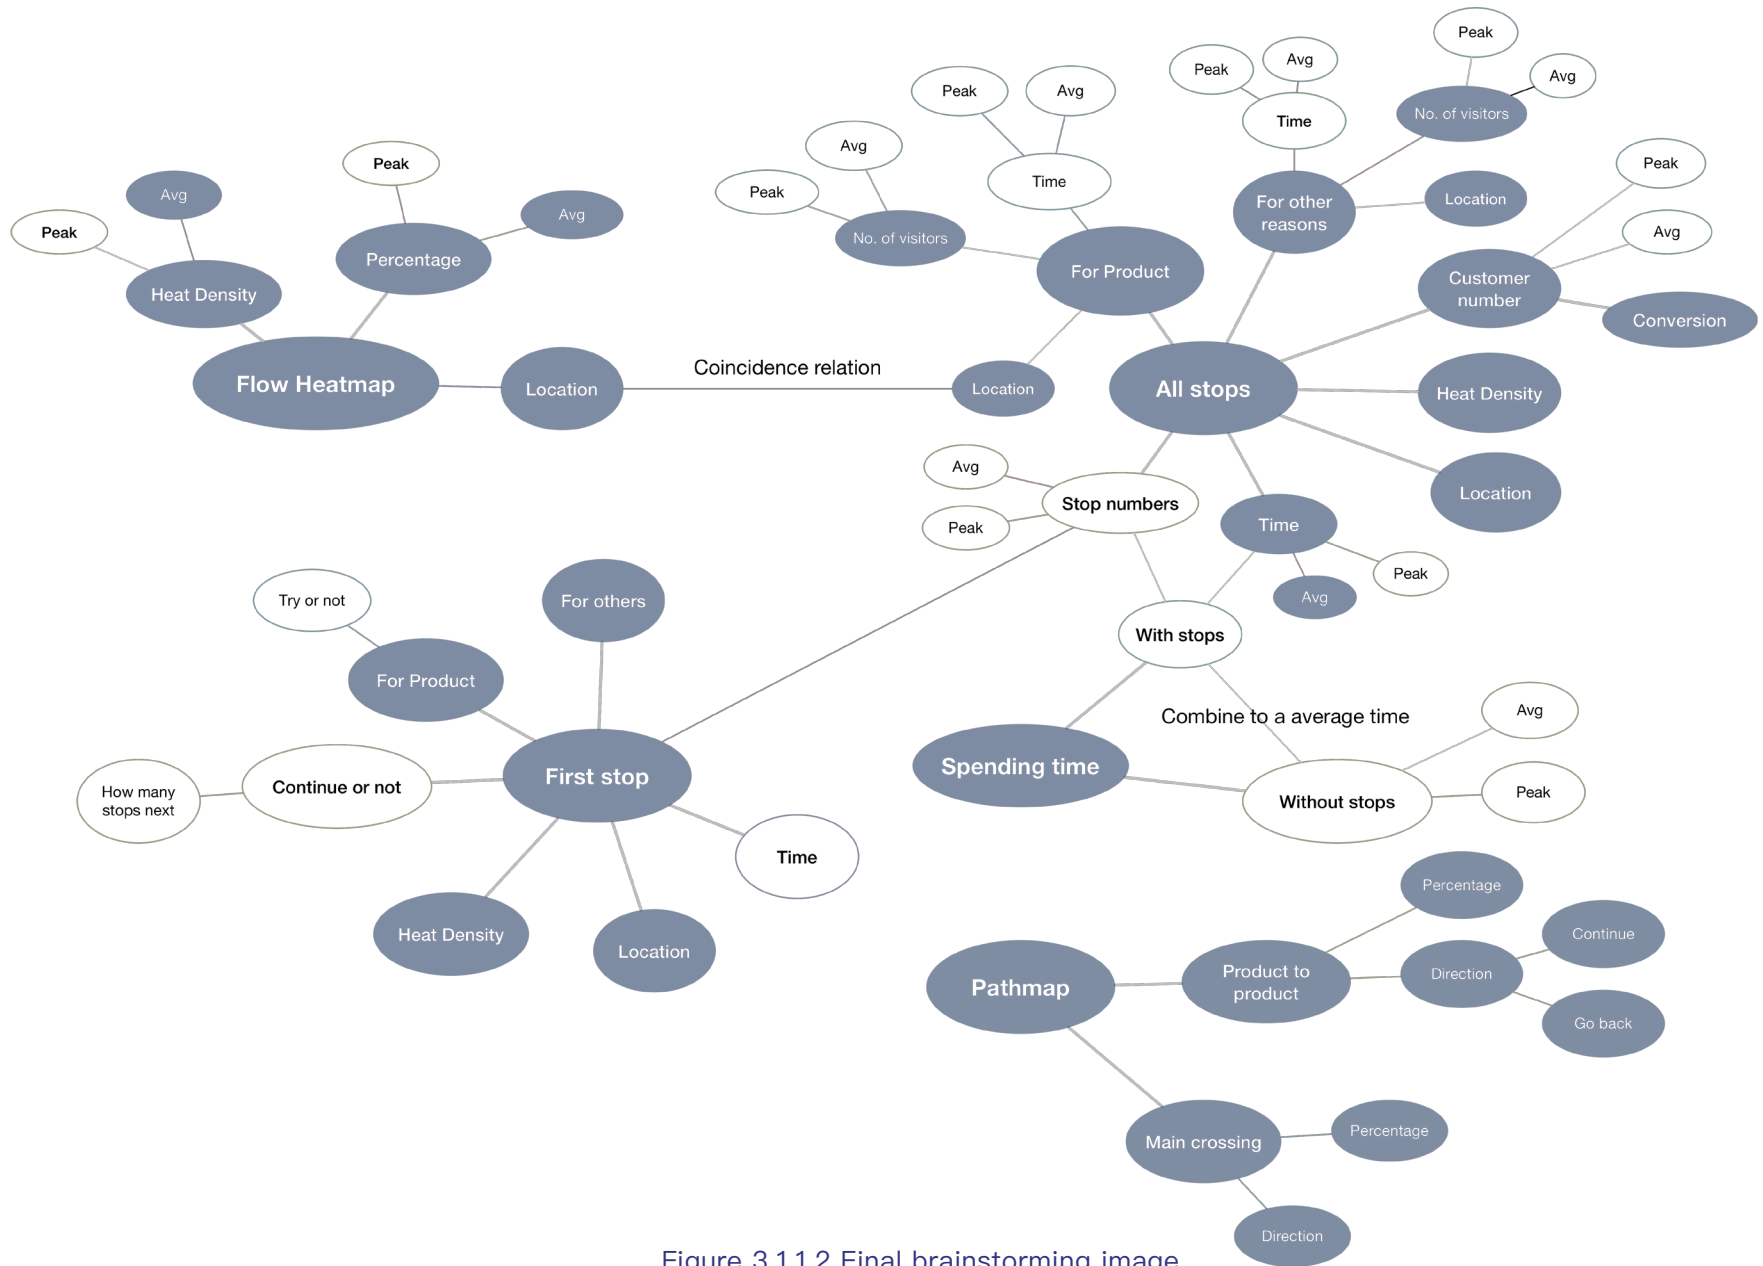 Peak
Avg
Heat Density
Peak
Percentage
Avg
Flow Heatmap
Location
Coincidence relation
Location
Peak
Avg
No. of visitors
Peak
Avg
Time
For Product
Peak
Avg
Time
For other
reasons
Peak
Avg
No. of visitors
Location
Peak
Avg
Customer
number
Conversion
All stops
Heat Density
Location
Avg
Peak
Stop numbers
Time
Avg
Peak
With stops
Combine to a average time
Spending time
Without stops
Avg
Peak
Try or not
For Product
For others
How many
stops next
Continue or not
First stop
Time
Heat Density
Location
Pathmap
Product to
product
Percentage
Direction
Continue
Go back
Main crossing
Percentage
Direction
Figure 3.1.1.2 Final brainstorming image